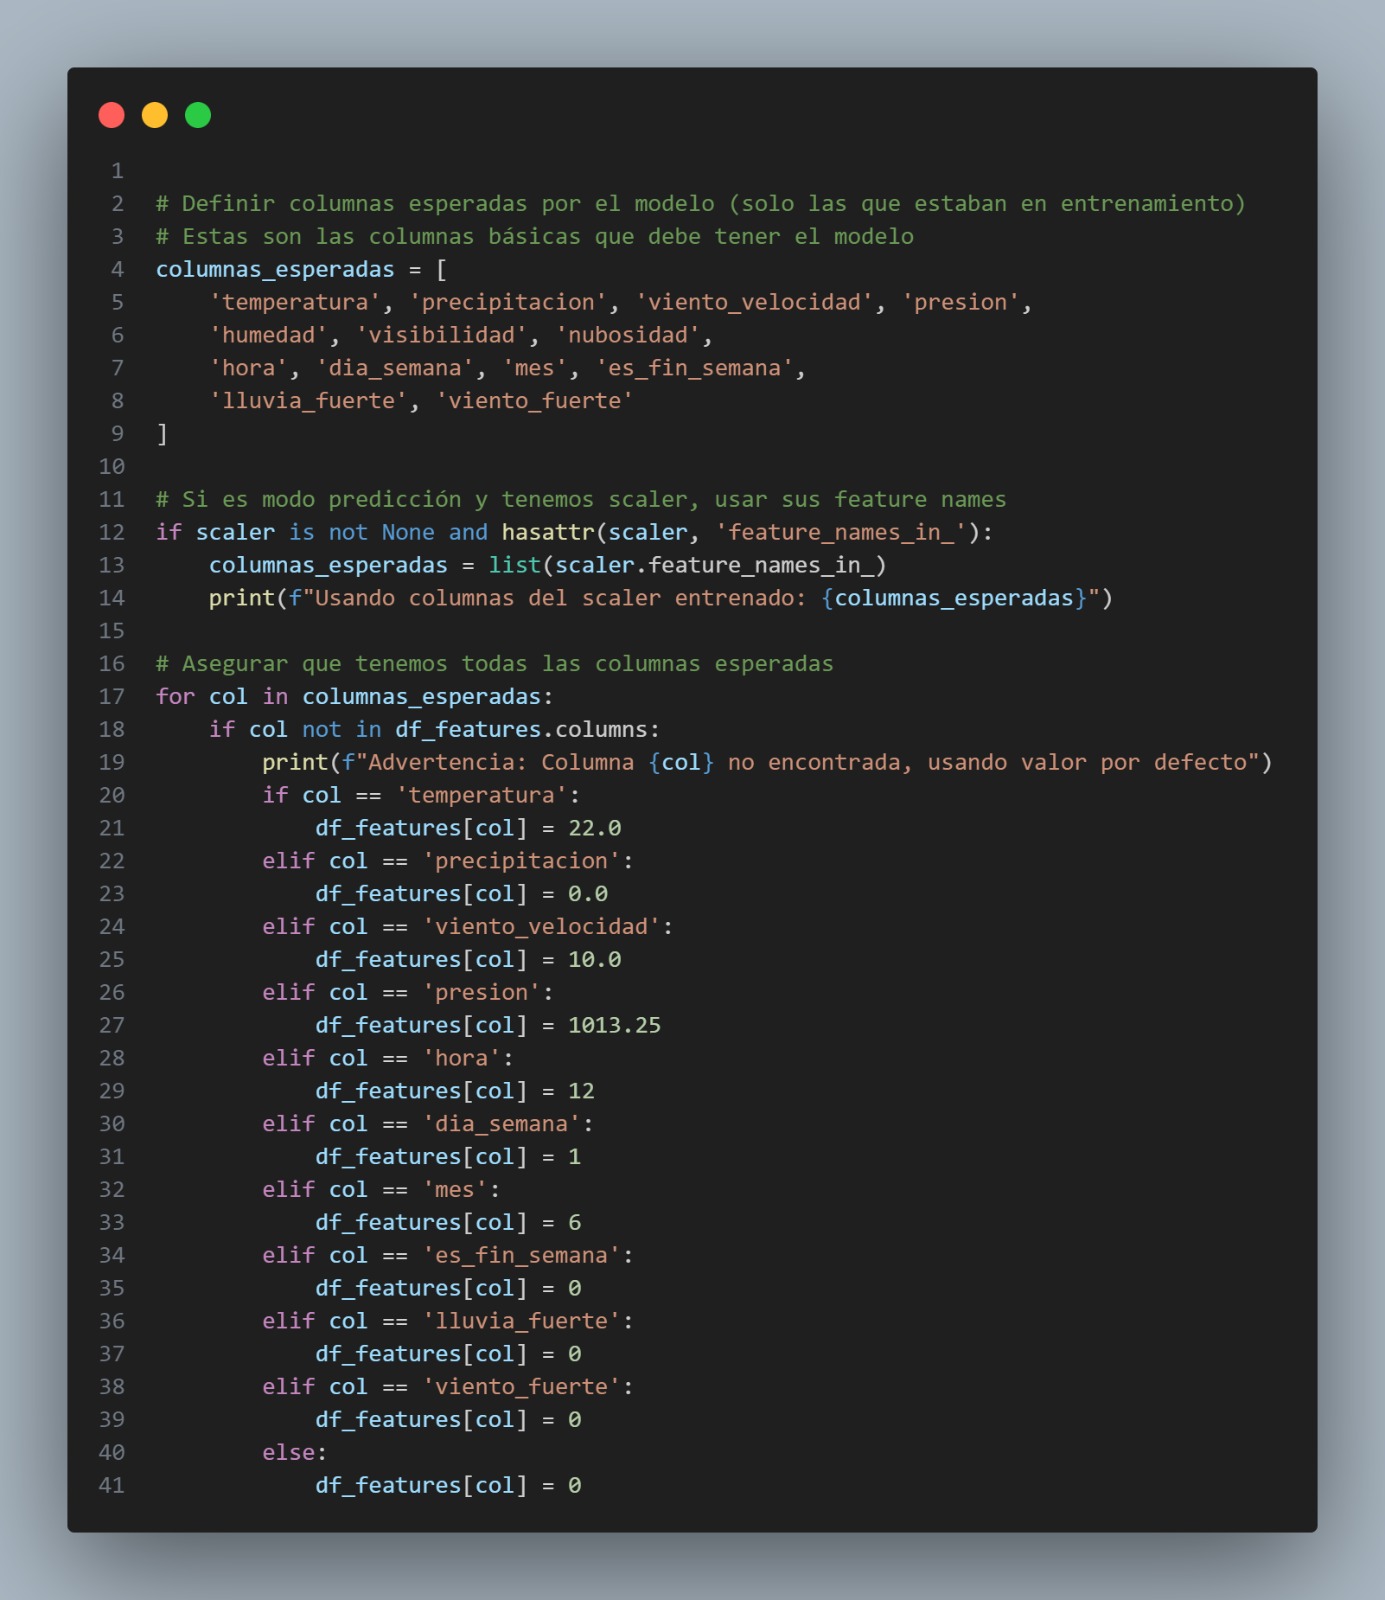 1
2 # Definir columnas esperadas por el modelo (solo las que estaban en entrenamiento)
3 # Estas son las columnas básicas que debe tener el modelo
4 columnas_esperadas = [
5     'temperatura', 'precipitacion', 'viento_velocidad', 'presion',
6     'humedad', 'visibilidad', 'nubosidad',
7     'hora', 'dia_semana', 'mes', 'es_fin_semana',
8     'lluvia_fuerte', 'viento_fuerte'
9 ]
10
11 # Si es modo predicción y tenemos scaler, usar sus feature names
12 if scaler is not None and hasattr(scaler, 'feature_names_in_'):
13     columnas_esperadas = list(scaler.feature_names_in_)
14     print(f"Usando columnas del scaler entrenado: {columnas_esperadas}")
15
16 # Asegurar que tenemos todas las columnas esperadas
17 for col in columnas_esperadas:
18     if col not in df_features.columns:
19         print(f"Advertencia: Columna {col} no encontrada, usando valor por defecto")
20         if col == 'temperatura':
21             df_features[col] = 22.0
22         elif col == 'precipitacion':
23             df_features[col] = 0.0
24         elif col == 'viento_velocidad':
25             df_features[col] = 10.0
26         elif col == 'presion':
27             df_features[col] = 1013.25
28         elif col == 'hora':
29             df_features[col] = 12
30         elif col == 'dia_semana':
31             df_features[col] = 1
32         elif col == 'mes':
33             df_features[col] = 6
34         elif col == 'es_fin_semana':
35             df_features[col] = 0
36         elif col == 'lluvia_fuerte':
37             df_features[col] = 0
38         elif col == 'viento_fuerte':
39             df_features[col] = 0
40         else:
41             df_features[col] = 0